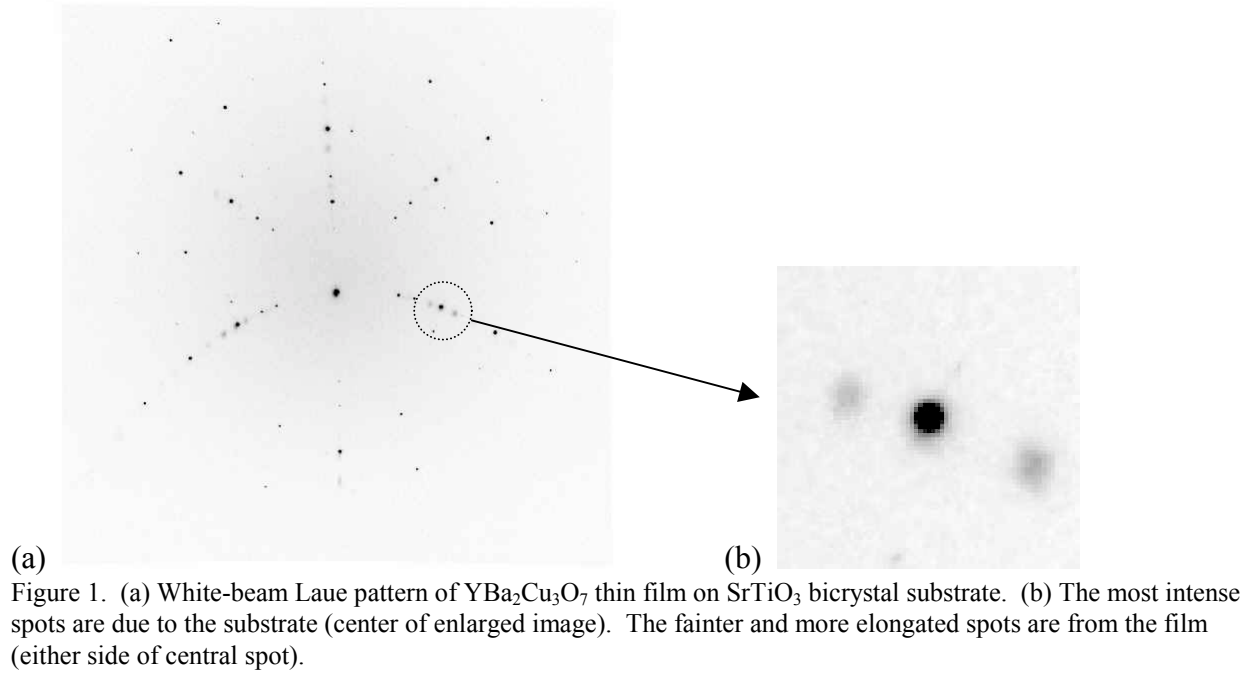 (a)
(b)
Figure 1. (a) White-beam Laue pattern of YBa₂Cu₃O₇ thin film on SrTiO₃ bicrystal substrate. (b) The most intense
spots are due to the substrate (center of enlarged image). The fainter and more elongated spots are from the film
(either side of central spot).